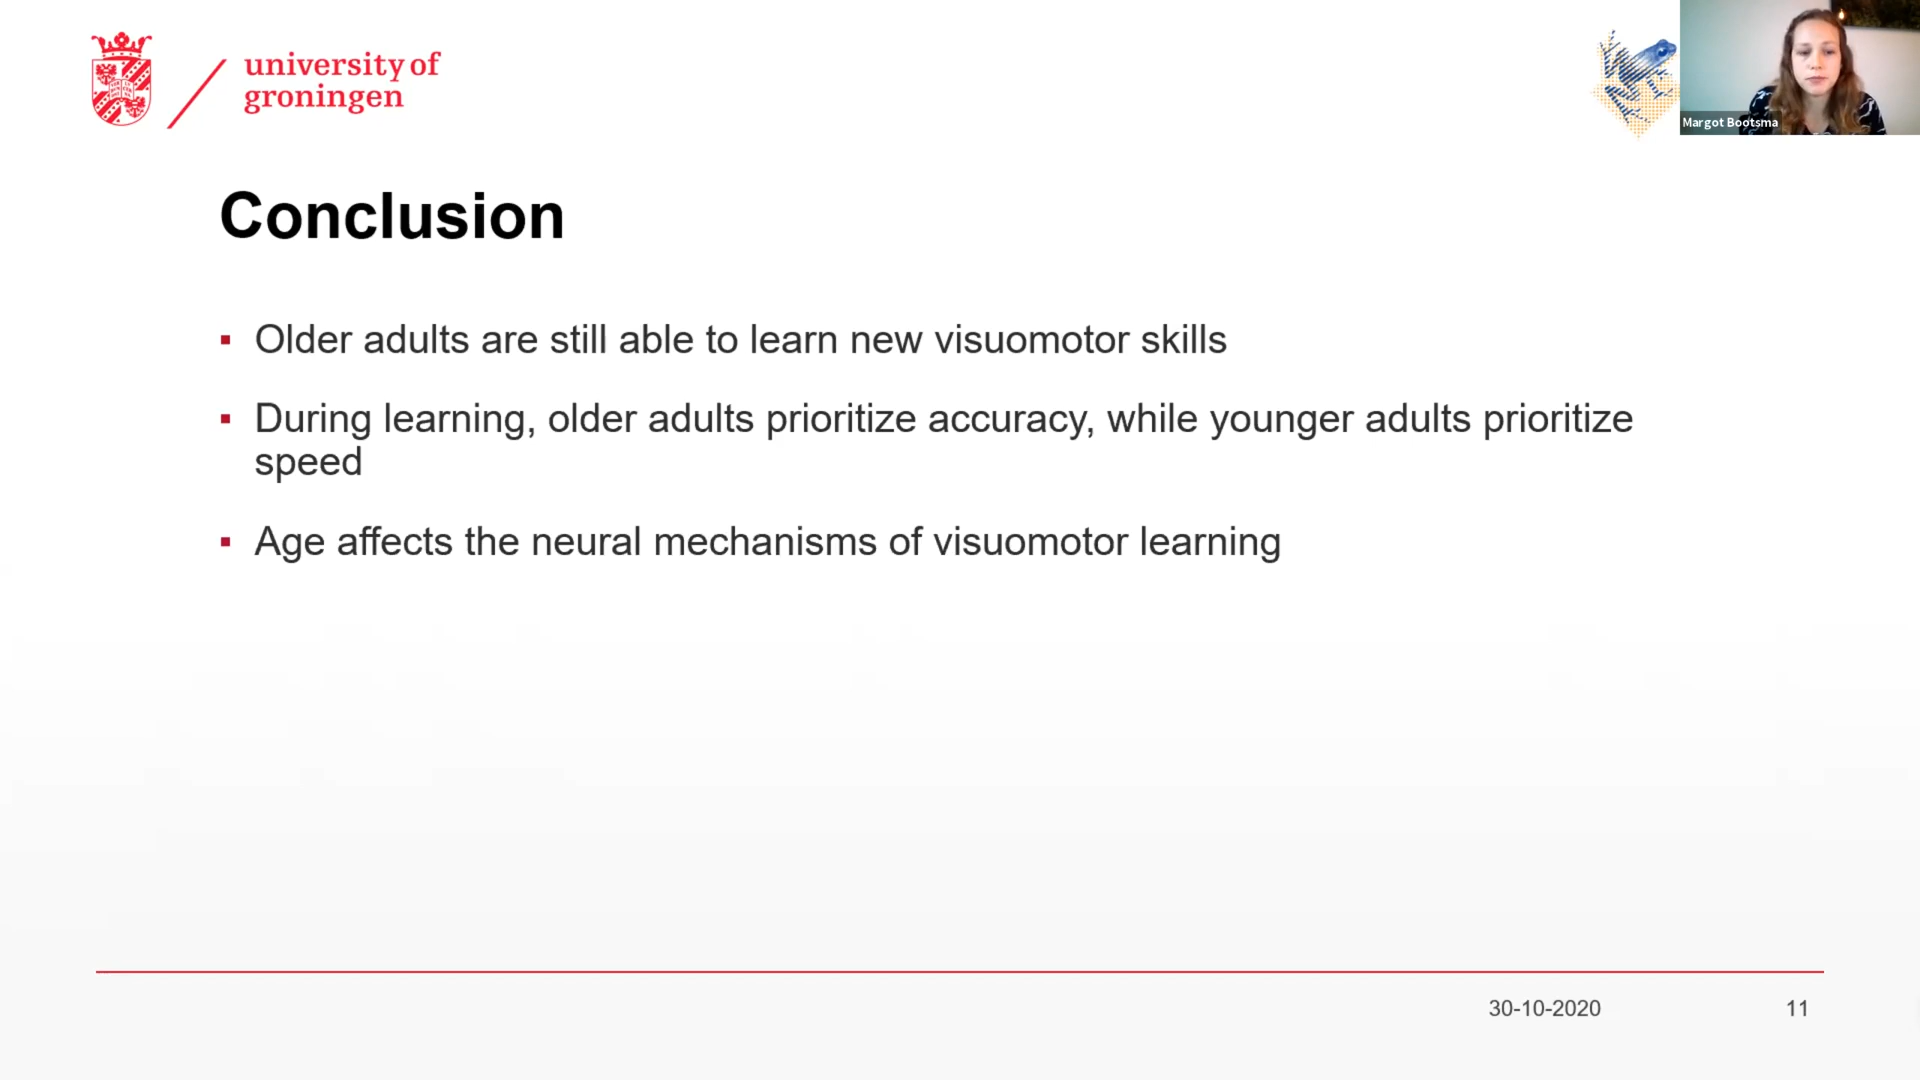 university of
groningen
Margot Bootsma
Conclusion
▪ Older adults are still able to learn new visuomotor skills
▪ During learning, older adults prioritize accuracy, while younger adults prioritize
speed
▪ Age affects the neural mechanisms of visuomotor learning
30-10-2020
11